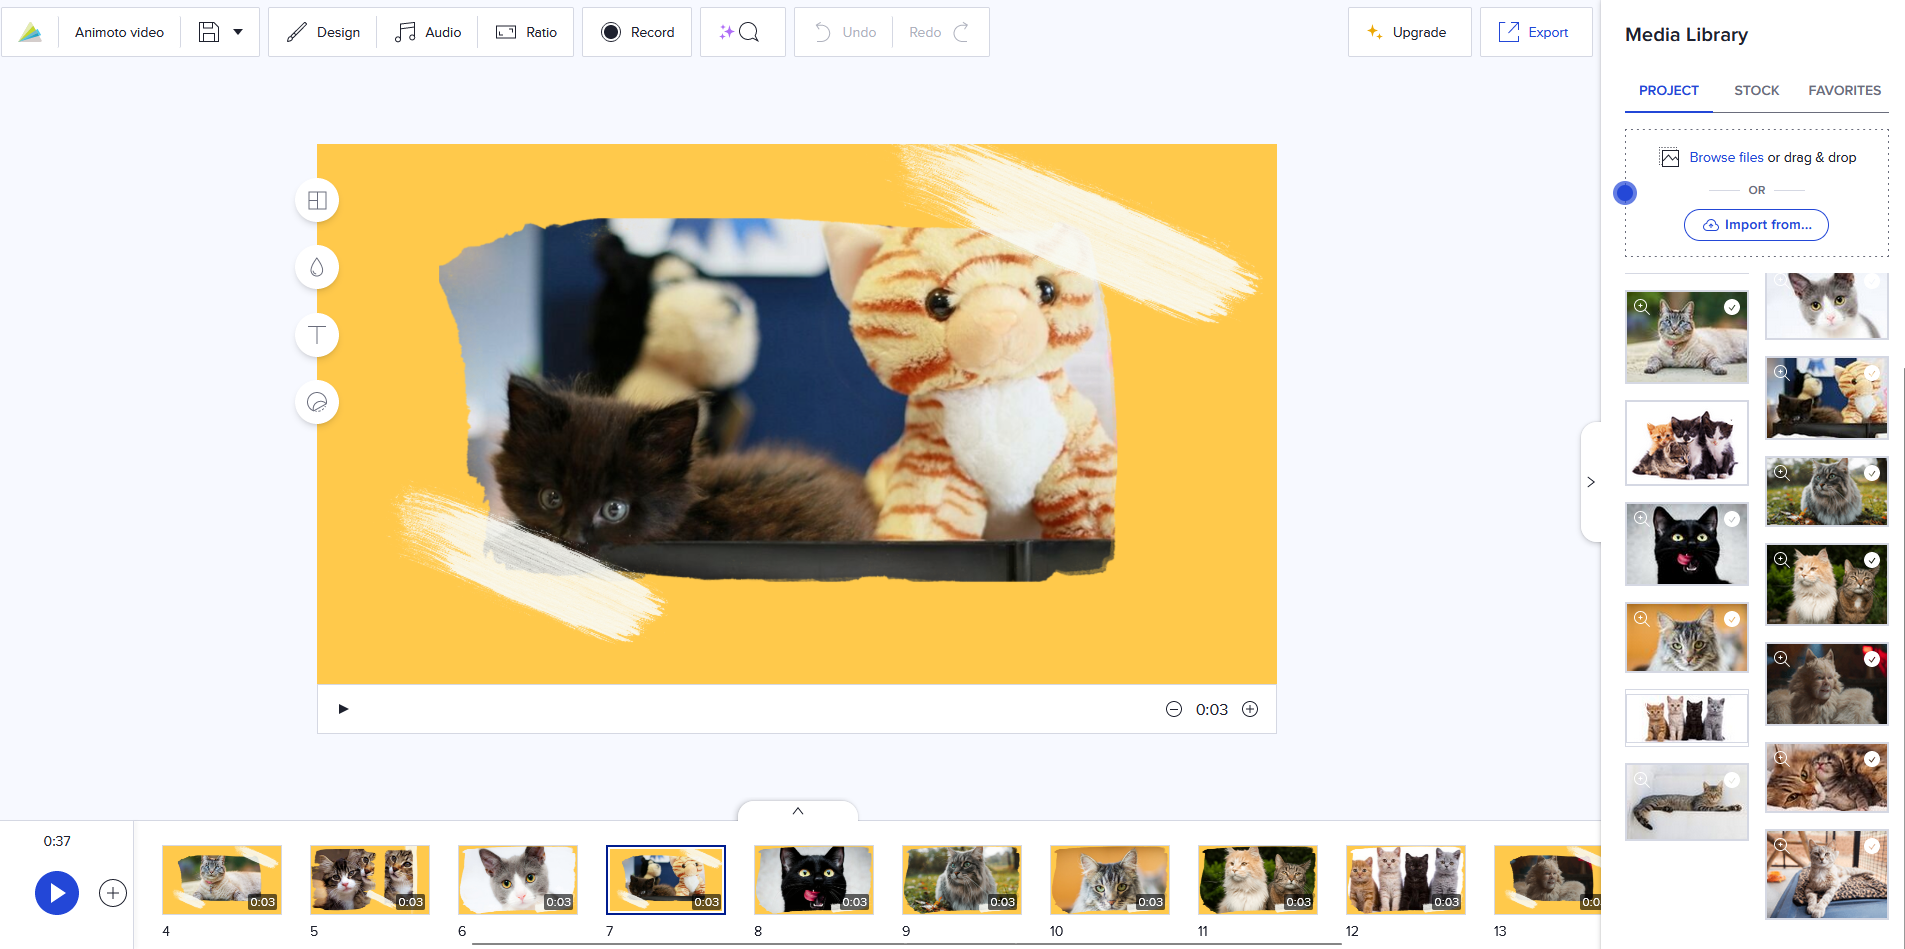 Animoto video
Design
Audio
Ratio
Record
Undo
Redo
Upgrade
Export
Media Library
PROJECT
STOCK
FAVORITES
Browse files or drag & drop
OR
Import from...
0:03
0:37
0:03
0:03
0:03
0:03
0:03
0:03
0:03
0:03
0:03
0:0
4
5
6
7
8
9
10
11
12
13